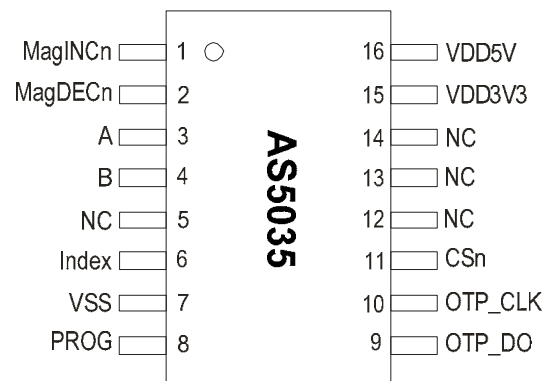 MagINCn 1 16 VDD5V
MagDECn 2 15 VDD3V3
A 3 14 NC
B 4 13 NC
NC 5 12 NC
Index 6 11 CSn
VSS 7 10 OTP_CLK
PROG 8 9 OTP_DO
AS5035